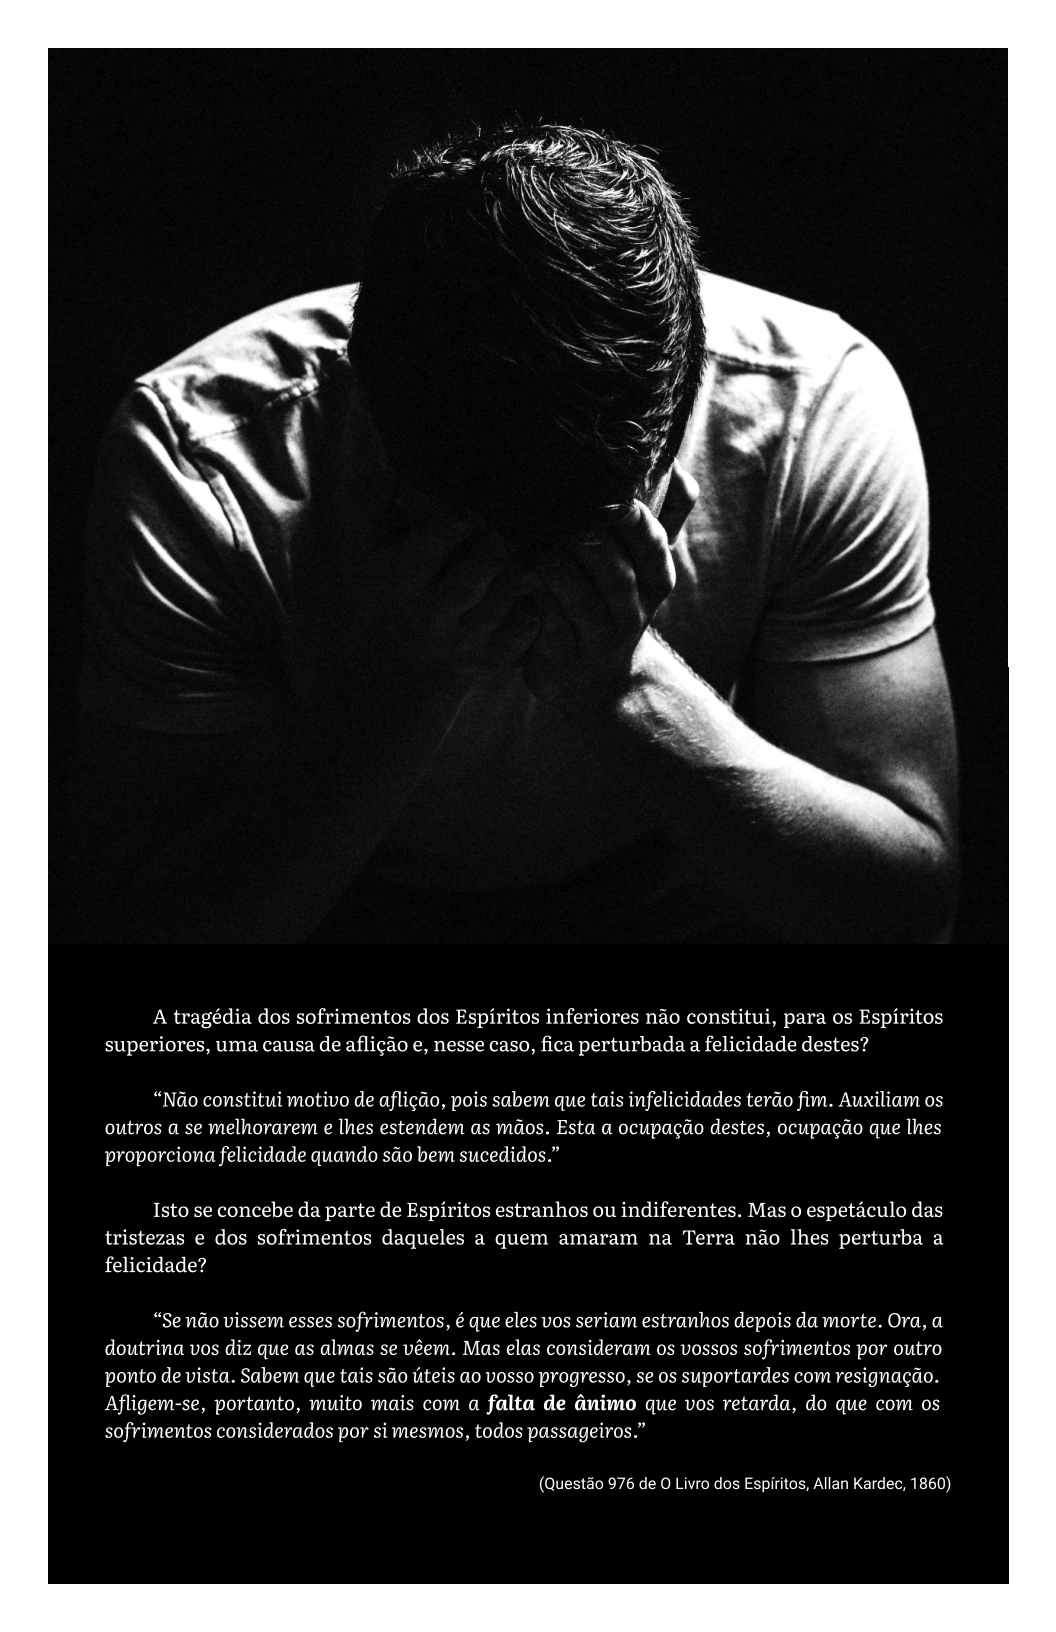 A tragédia dos sofrimentos dos Espíritos inferiores não constitui, para os Espíritos
superiores, uma causa de aflição e, nesse caso, fica perturbada a felicidade destes?
“Não constitui motivo de aflição, pois sabem que tais infelicidades terão fim. Auxiliam os
outros a se melhorarem e lhes estendem as mãos. Esta a ocupação destes, ocupação que lhes
proporciona felicidade quando são bem sucedidos.”
Isto se concebe da parte de Espíritos estranhos ou indiferentes. Mas o espetáculo das
tristezas e dos sofrimentos daqueles a quem amaram na Terra não lhes perturba a
felicidade?
“Se não vissem esses sofrimentos, é que eles vos seriam estranhos depois da morte. Ora, a
doutrina vos diz que as almas se vêem. Mas elas consideram os vossos sofrimentos por outro
ponto de vista. Sabem que tais são úteis ao vosso progresso, se os suportardes com resignação.
Afligem-se, portanto, muito mais com a falta de ânimo que vos retarda, do que com os
sofrimentos considerados por si mesmos, todos passageiros.”
(Questão 976 de O Livro dos Espíritos, Allan Kardec, 1860)